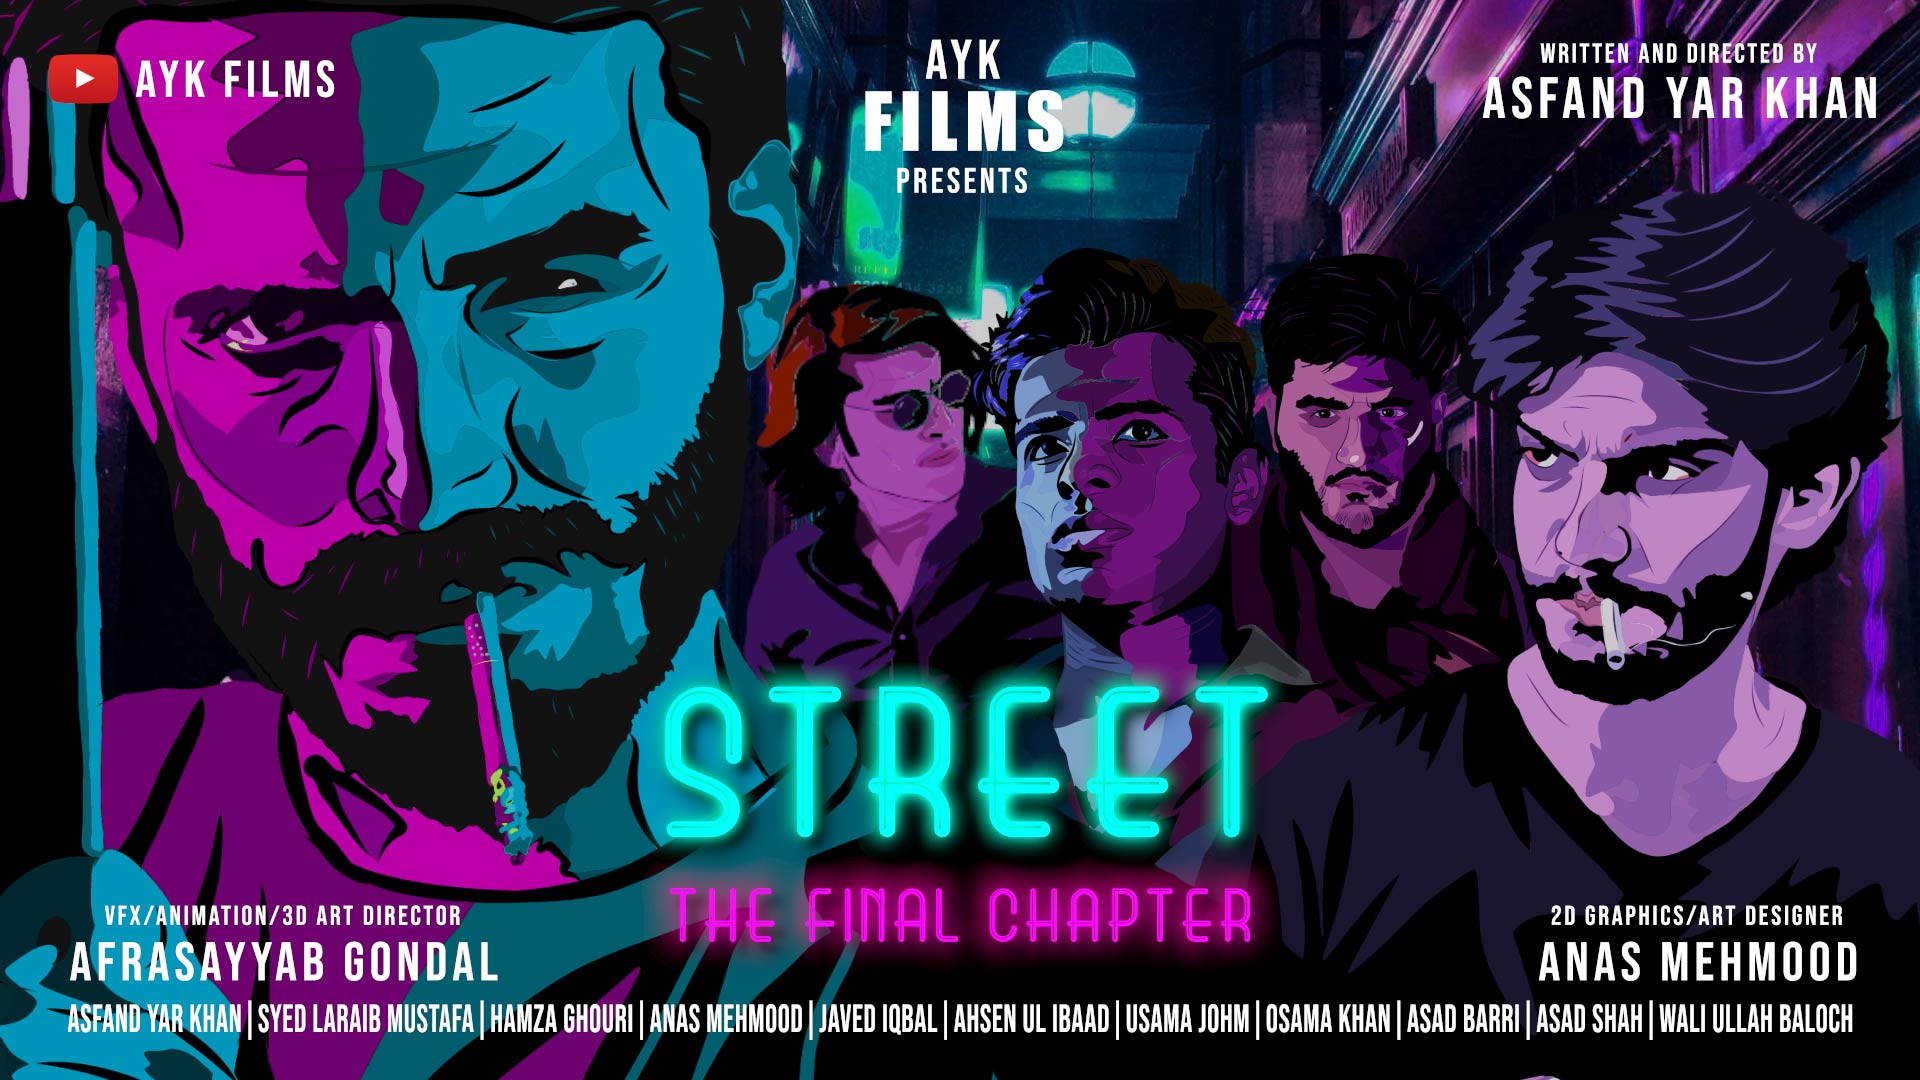 AYK FILMS
AYK
FILMS
PRESENTS
WRITTEN AND DIRECTED BY
ASFAND YAR KHAN
STREET
THE FINAL CHAPTER
VFX/ANIMATION/3D ART DIRECTOR
AFRASAYYAB GONDAL
2D GRAPHICS/ART DESIGNER
ANAS MEHMOOD
ASFAND YAR KHAN|SYED LARAIB MUSTAFA|HAMZA GHOURI|ANAS MEHMOOD|JAVED IQBAL|AHSEN UL IBAAD|USAMA JOHM|OSAMA KHAN|ASAD BARRI|ASAD SHAH|WALI ULLAH BALOCH